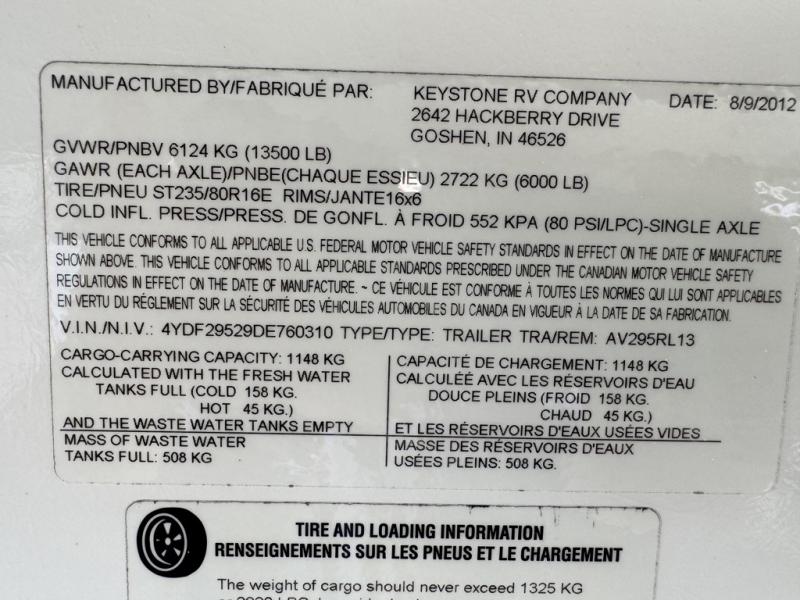 MANUFACTURED BY/FABRIQUÉ PAR: KEYSTONE RV COMPANY DATE: 8/9/2012
2642 HACKBERRY DRIVE
GOSHEN, IN 46526
GVWR/PNBV 6124 KG (13500 LB)
GAWR (EACH AXLE)/PNBE(CHAQUE ESSIEU) 2722 KG (6000 LB)
TIRE/PNEU ST235/80R16E RIMS/JANTE16x6
COLD INFL. PRESS/PRESS. DE GONFL. À FROID 552 KPA (80 PSI/LPC)-SINGLE AXLE
THIS VEHICLE CONFORMS TO ALL APPLICABLE U.S. FEDERAL MOTOR VEHICLE SAFETY STANDARDS IN EFFECT ON THE DATE OF MANUFACTURE
SHOWN ABOVE. THIS VEHICLE CONFORMS TO ALL APPLICABLE STANDARDS PRESCRIBED UNDER THE CANADIAN MOTOR VEHICLE SAFETY
REGULATIONS IN EFFECT ON THE DATE OF MANUFACTURE. ~ CE VÉHICULE EST CONFORME À TOUTES LES NORMES QUI LUI SONT APPLICABLES
EN VERTU DU RÉGLEMENT SUR LA SÉCURITÉ DES VÉHICULES AUTOMOBILES DU CANADA EN VIGUEUR À LA DATE DE SA FABRICATION.
V.I.N./N.I.V.: 4YDF29529DE760310 TYPE/TYPE: TRAILER TRA/REM: AV295RL13
CARGO-CARRYING CAPACITY: 1148 KG
CALCULATED WITH THE FRESH WATER
TANKS FULL (COLD 158 KG.
HOT 45 KG.)
AND THE WASTE WATER TANKS EMPTY
MASS OF WASTE WATER
TANKS FULL: 508 KG
CAPACITÉ DE CHARGEMENT: 1148 KG
CALCULÉE AVEC LES RÉSERVOIRS D'EAU
DOUCE PLEINS (FROID 158 KG.
CHAUD 45 KG.)
ET LES RÉSERVOIRS D'EAUX USÉES VIDES
MASSE DES RÉSERVOIRS D'EAUX
USÉES PLEINS: 508 KG.
TIRE AND LOADING INFORMATION
RENSEIGNEMENTS SUR LES PNEUS ET LE CHARGEMENT
The weight of cargo should never exceed 1325 KG